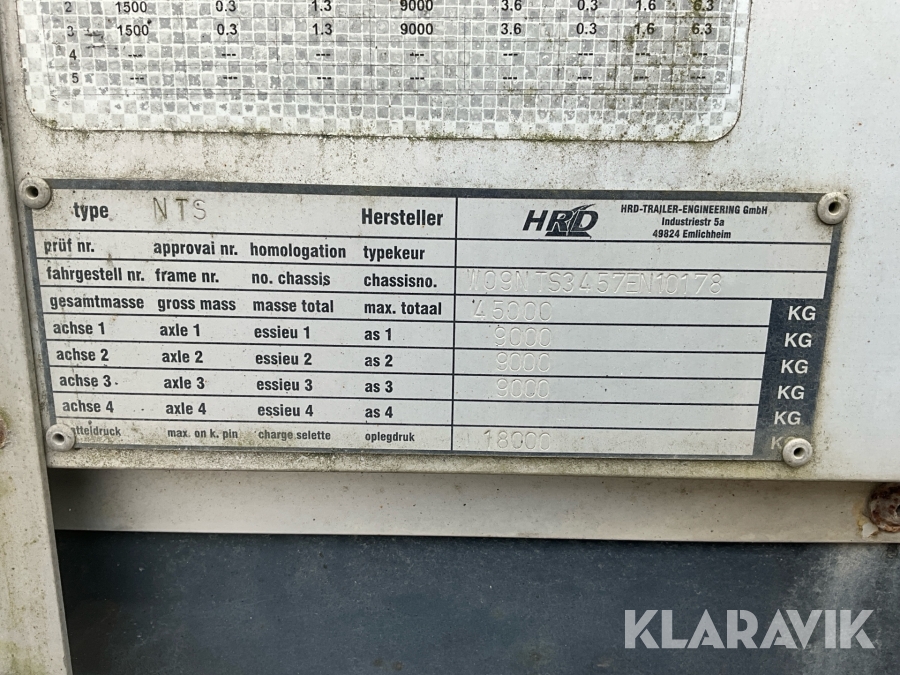 2 1500 0.3 1.3 9000 3.6 0.3 1.6 6.3
3 1500 0.3 1.3 9000 3.6 0.3 1.6 6.3
4 --- --- --- --- --- --- --- ---
5 --- --- --- --- --- --- --- ---
type NTS Hersteller HRD HRD-TRAILER-ENGINEERING GmbH
Industriestr 5a
49824 Emlichheim
prüf nr. approvai nr. homologation typekeur
fahrgestell nr. frame nr. no. chassis chassisno. W09NTS3457EN10178
gesamtmasse gross mass masse total max. totaal 45000 KG
achse 1 axle 1 essieu 1 as 1 9000 KG
achse 2 axle 2 essieu 2 as 2 9000 KG
achse 3 axle 3 essieu 3 as 3 9000 KG
achse 4 axle 4 essieu 4 as 4 KG
max. on k. pin charge selette oplegdruk 18000
KLARAVIK